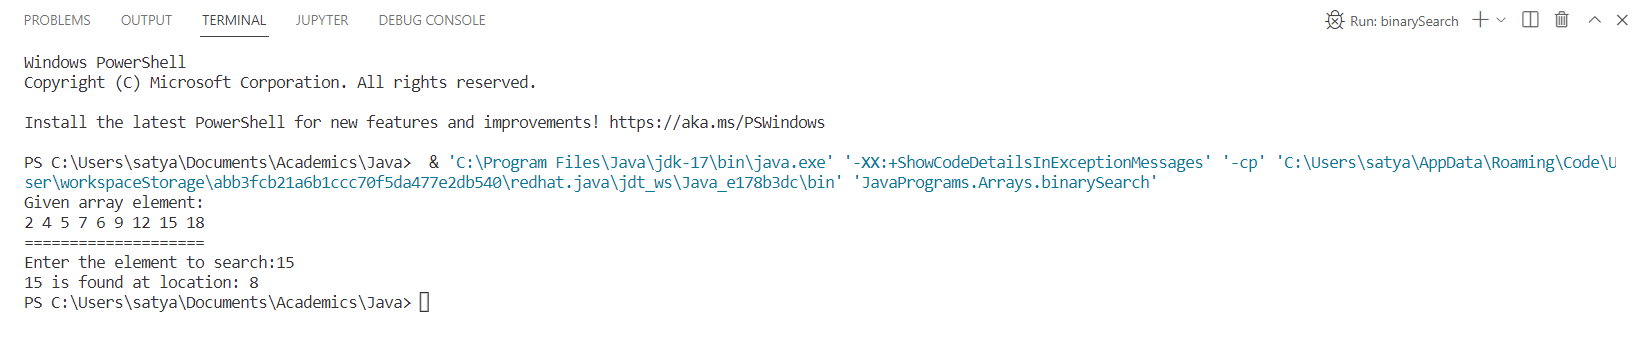 PROBLEMS OUTPUT TERMINAL JUPYTER DEBUG CONSOLE Run: binarySearch
Windows PowerShell
Copyright (C) Microsoft Corporation. All rights reserved.
Install the latest PowerShell for new features and improvements! https://aka.ms/PSWindows
PS C:\Users\satya\Documents\Academics\Java>  & 'C:\Program Files\Java\jdk-17\bin\java.exe' '-XX:+ShowCodeDetailsInExceptionMessages' '-cp' 'C:\Users\satya\AppData\Roaming\Code\U
ser\workspaceStorage\abb3fcb21a6b1ccc70f5da477e2db540\redhat.java\jdt_ws\Java_e178b3dc\bin' 'JavaPrograms.Arrays.binarySearch'
Given array element:
2 4 5 7 6 9 12 15 18
====================
Enter the element to search:15
15 is found at location: 8
PS C:\Users\satya\Documents\Academics\Java>